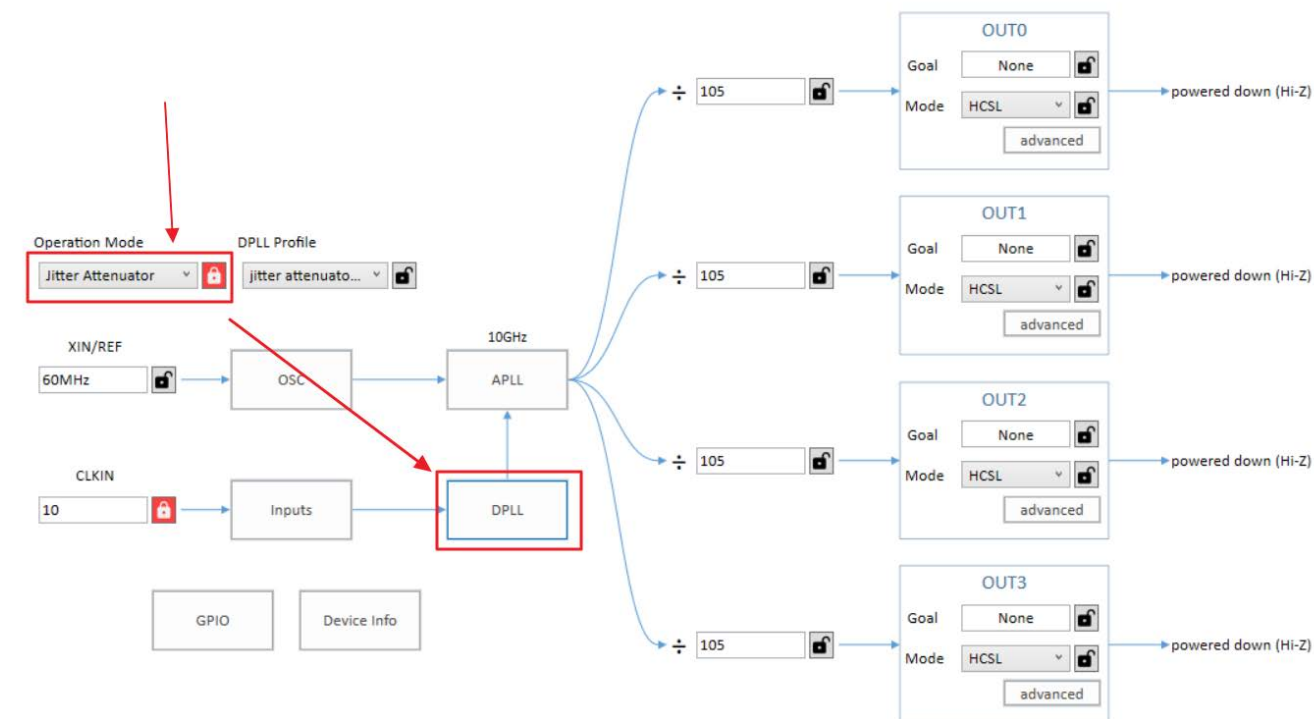 OUT0
Goal None
÷ 105
powered down (Hi-Z)
Mode HCSL
advanced
OUT1
Operation Mode
DPLL Profile
Goal None
Jitter Attenuator
jitter attenuato...
÷ 105
powered down (Hi-Z)
Mode HCSL
advanced
XIN/REF
10GHz
60MHz
OSC
APLL
OUT2
Goal None
÷ 105
powered down (Hi-Z)
Mode HCSL
CLKIN
10
Inputs
DPLL
advanced
OUT3
GPIO
Device Info
Goal None
÷ 105
powered down (Hi-Z)
Mode HCSL
advanced